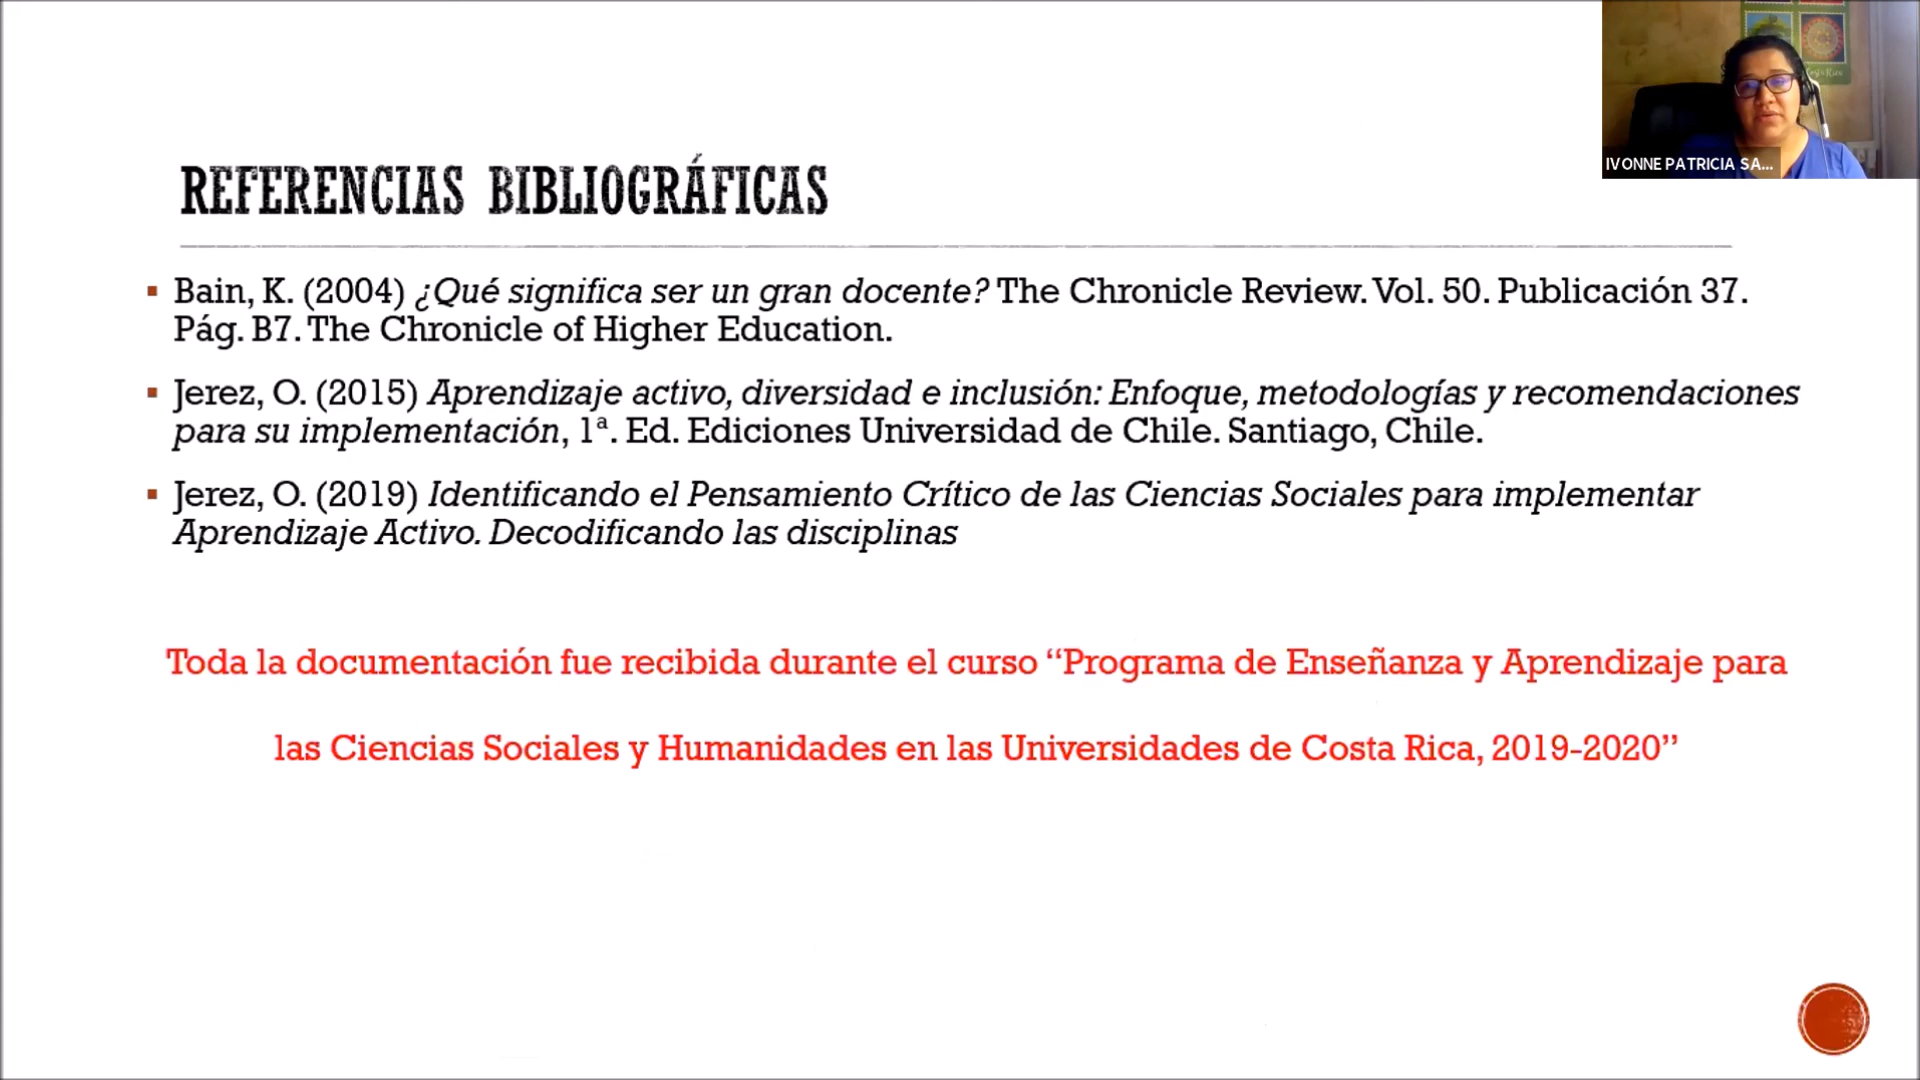 Costa Rica
IVONNE PATRICIA SA...
REFERENCIAS BIBLIOGRÁFICAS
▪ Bain, K. (2004) ¿Qué significa ser un gran docente? The Chronicle Review. Vol. 50. Publicación 37.
Pág. B7. The Chronicle of Higher Education.
▪ Jerez, O. (2015) Aprendizaje activo, diversidad e inclusión: Enfoque, metodologías y recomendaciones
para su implementación, 1ª. Ed. Ediciones Universidad de Chile. Santiago, Chile.
▪ Jerez, O. (2019) Identificando el Pensamiento Crítico de las Ciencias Sociales para implementar
Aprendizaje Activo. Decodificando las disciplinas
Toda la documentación fue recibida durante el curso “Programa de Enseñanza y Aprendizaje para
las Ciencias Sociales y Humanidades en las Universidades de Costa Rica, 2019-2020”